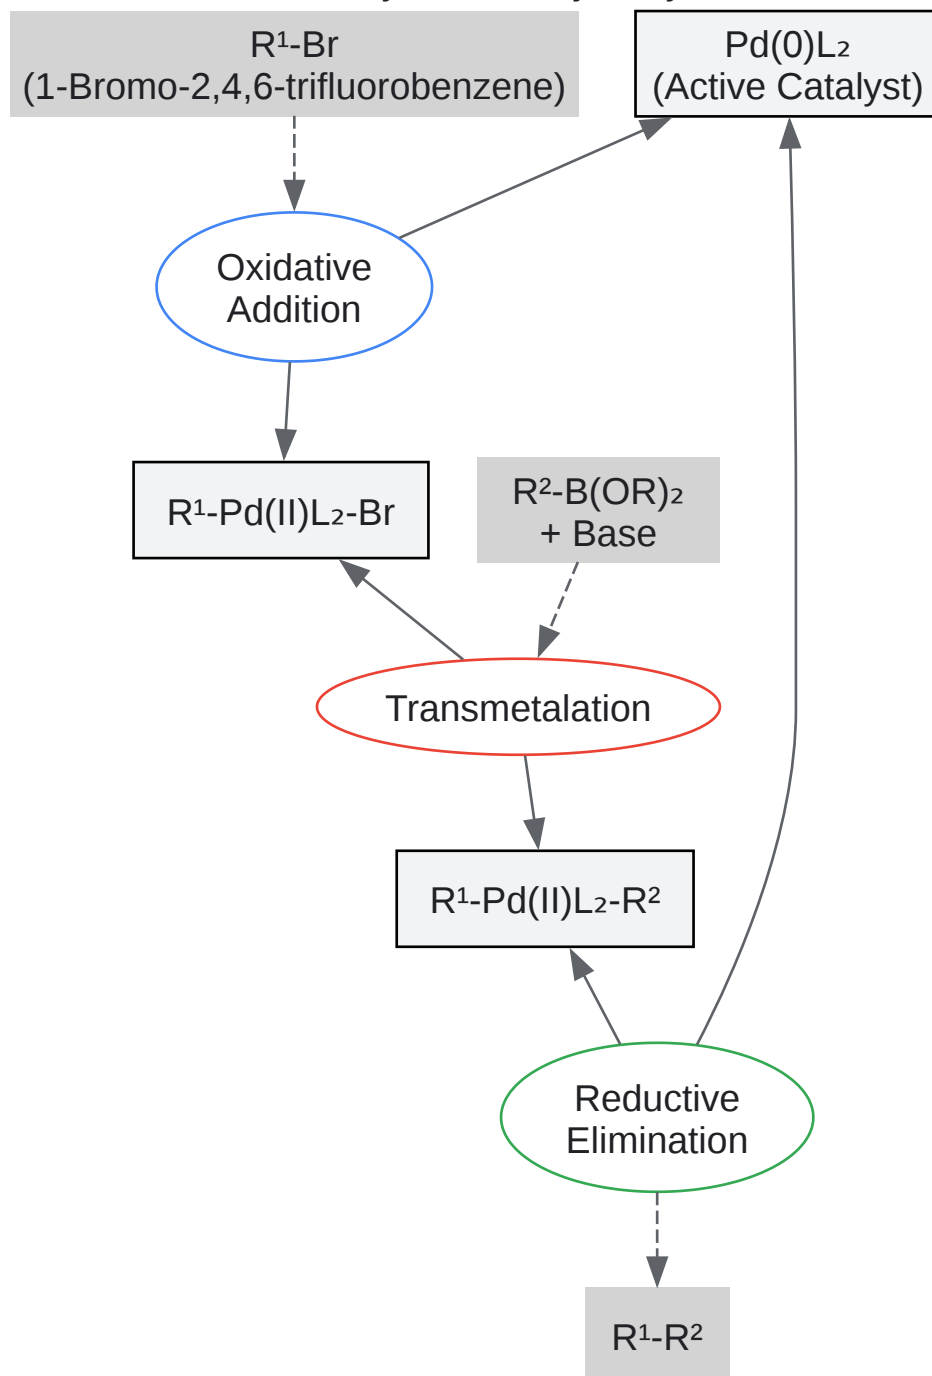 R¹-Br
(1-Bromo-2,4,6-trifluorobenzene)
Pd(0)L₂
(Active Catalyst)
Oxidative
Addition
R¹-Pd(II)L₂-Br
R²-B(OR)₂
+ Base
Transmetalation
R¹-Pd(II)L₂-R²
Reductive
Elimination
R¹-R²